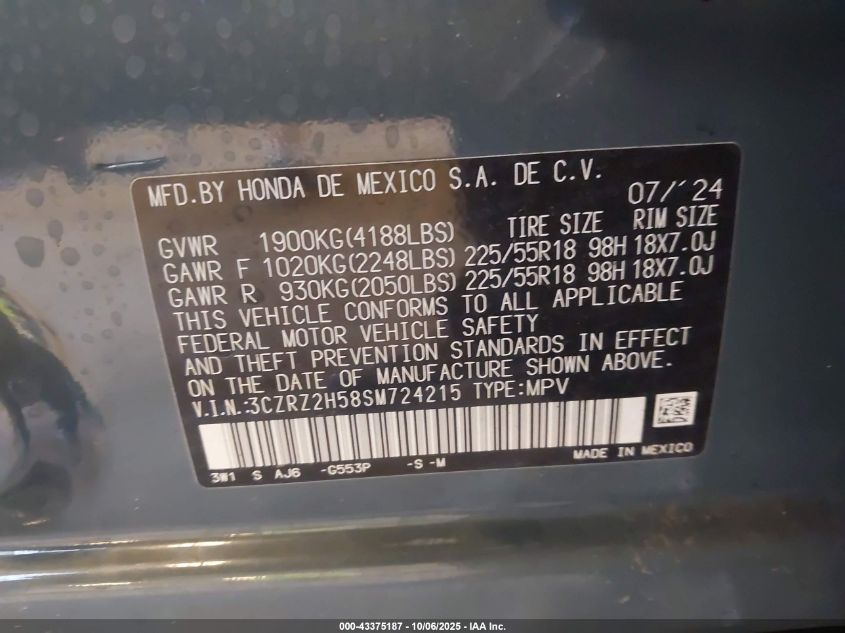 MFD.BY HONDA DE MEXICO S.A. DE C.V. 07/'24
TIRE SIZE RIM SIZE
GVWR 1900KG(4188LBS)
GAWR F 1020KG(2248LBS) 225/55R18 98H 18X7.0J
GAWR R 930KG(2050LBS) 225/55R18 98H 18X7.0J
THIS VEHICLE CONFORMS TO ALL APPLICABLE
FEDERAL MOTOR VEHICLE SAFETY
AND THEFT PREVENTION STANDARDS IN EFFECT
ON THE DATE OF MANUFACTURE SHOWN ABOVE.
V.I.N.:3CZRZ2H58SM724215 TYPE:MPV
3W1 S AJ6 -G553P -S -M MADE IN MEXICO
000-43375187 - 10/06/2025 - IAA Inc.